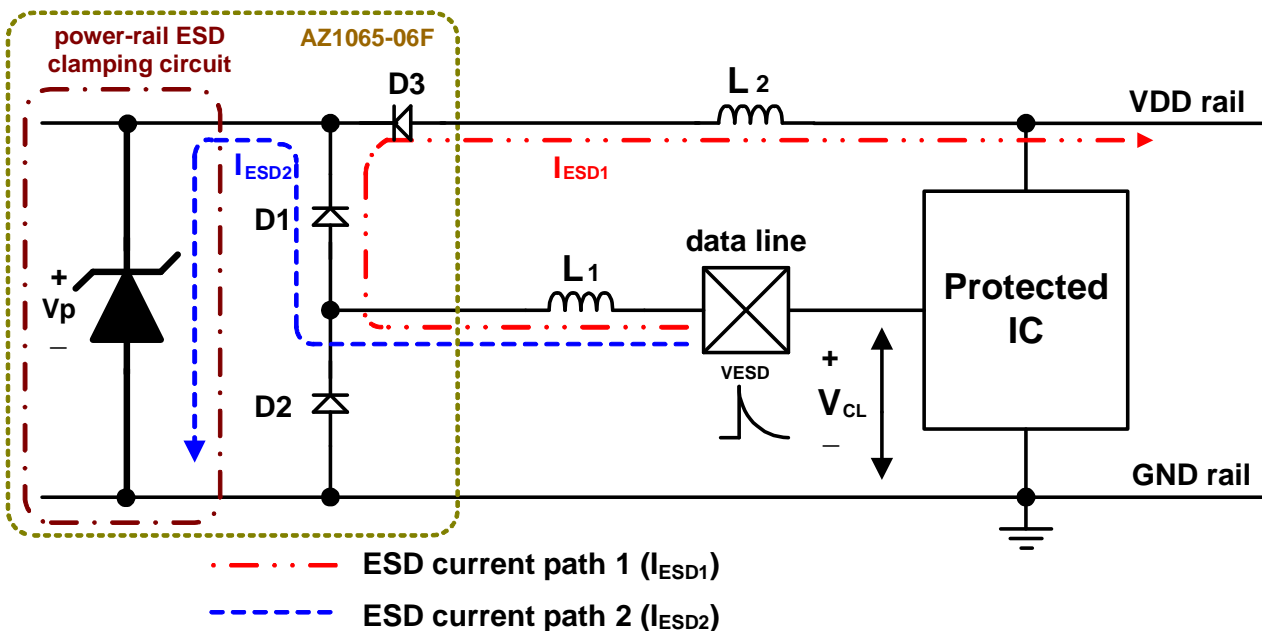 power-rail ESD
clamping circuit
AZ1065-06F
D3
L 2
VDD rail
IESD2
IESD1
D1
data line
L 1
+
Vp
_
Protected
IC
D2
VESD
+
VCL
_
GND rail
ESD current path 1 (IESD1)
ESD current path 2 (IESD2)